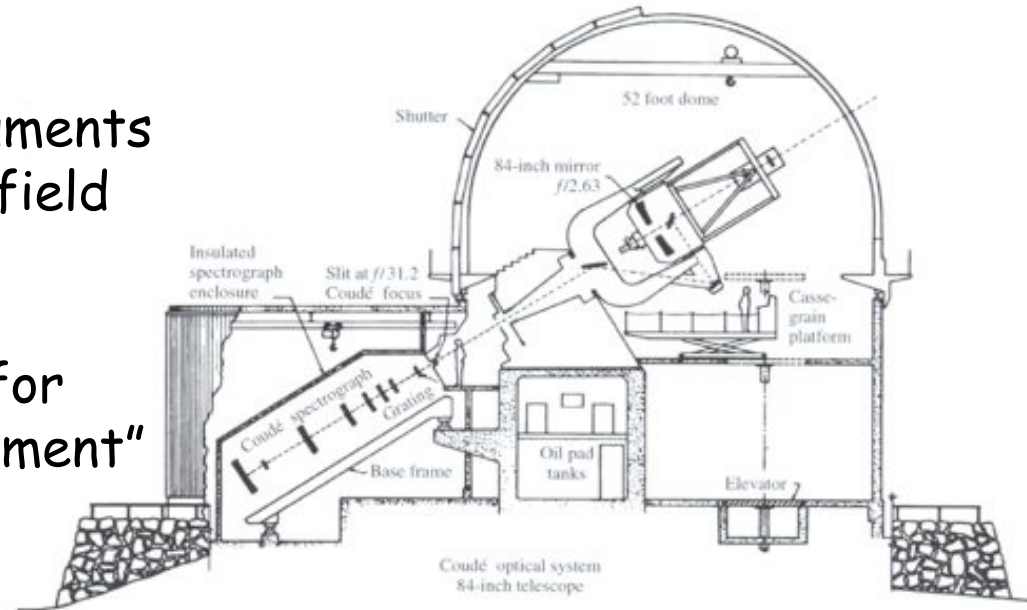 uments
field
for
ment”
Shutter
52 foot dome
84-inch mirror
f/2.63
Insulated
spectrograph
enclosure
Slit at f/31.2
Coudé focus
Casse-
grain
platform
Coudé spectrograph
Grating
Base frame
Oil pad
tanks
Elevator
Coudé optical system
84-inch telescope